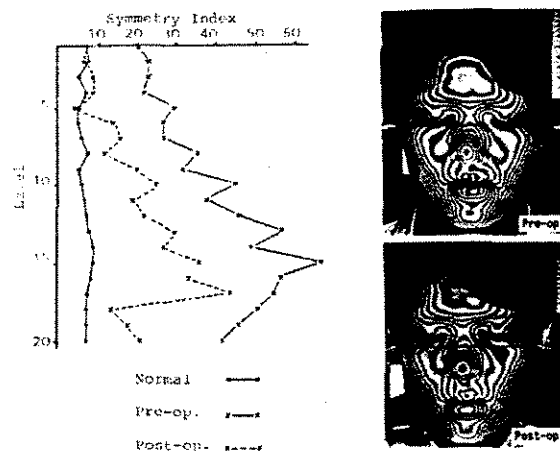 Symmetry Index
10 20 30 40 50 60
5
10
15
20
Level
Normal
Pre-op.
Post-op.
Pre-op
Post-op